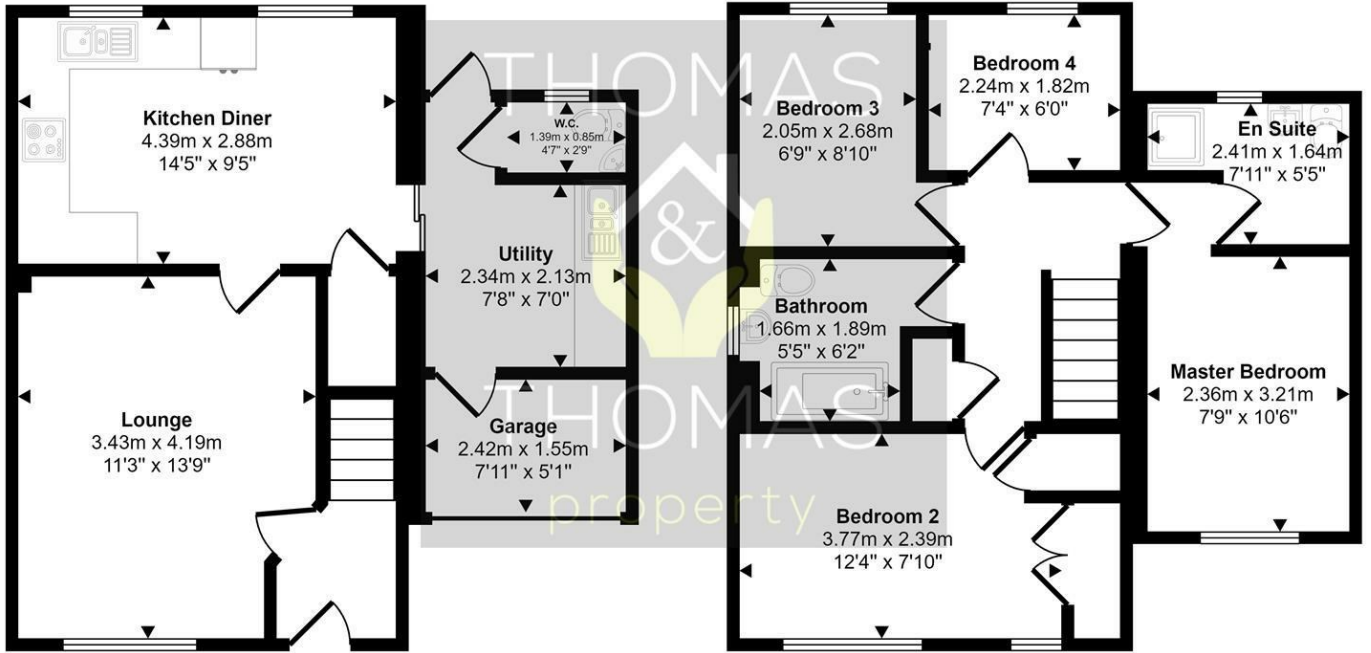 THOMAS
&
THOMAS
property
Kitchen Diner
4.39m x 2.88m
14'5" x 9'5"
W.C.
1.39m x 0.85m
4'7" x 2'9"
Utility
2.34m x 2.13m
7'8" x 7'0"
Lounge
3.43m x 4.19m
11'3" x 13'9"
Garage
2.42m x 1.55m
7'11" x 5'1"
Bedroom 3
2.05m x 2.68m
6'9" x 8'10"
Bedroom 4
2.24m x 1.82m
7'4" x 6'0"
En Suite
2.41m x 1.64m
7'11" x 5'5"
Bathroom
1.66m x 1.89m
5'5" x 6'2"
Master Bedroom
2.36m x 3.21m
7'9" x 10'6"
Bedroom 2
3.77m x 2.39m
12'4" x 7'10"